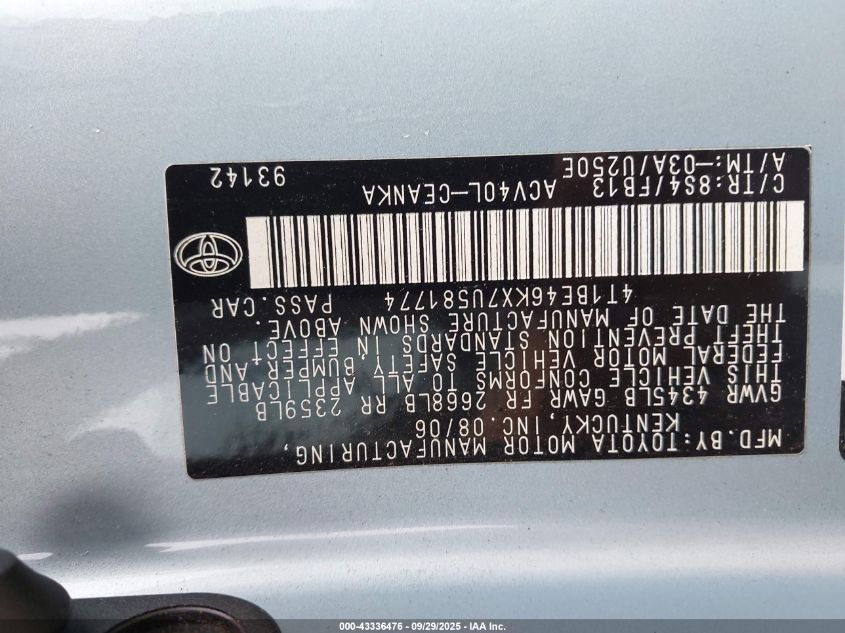 MFD.BY:TOYOTA MOTOR MANUFACTURING,
KENTUCKY,INC.08/06
GVWR 4345LB GAWR FR 2668LB RR 2359LB
THIS VEHICLE CONFORMS TO ALL APPLICABLE
FEDERAL MOTOR VEHICLE SAFETY,BUMPER,AND
THEFT PREVENTION STANDARDS IN EFFECT ON
THE DATE OF MANUFACTURE SHOWN ABOVE.
4T1BE46KX7U581774 PASS.CAR
ACV40L-CEANKA
C/TR:8S4/FB13
A/TM:-03A/U250E
93142
000-43336476 - 09/29/2025 - IAA Inc.